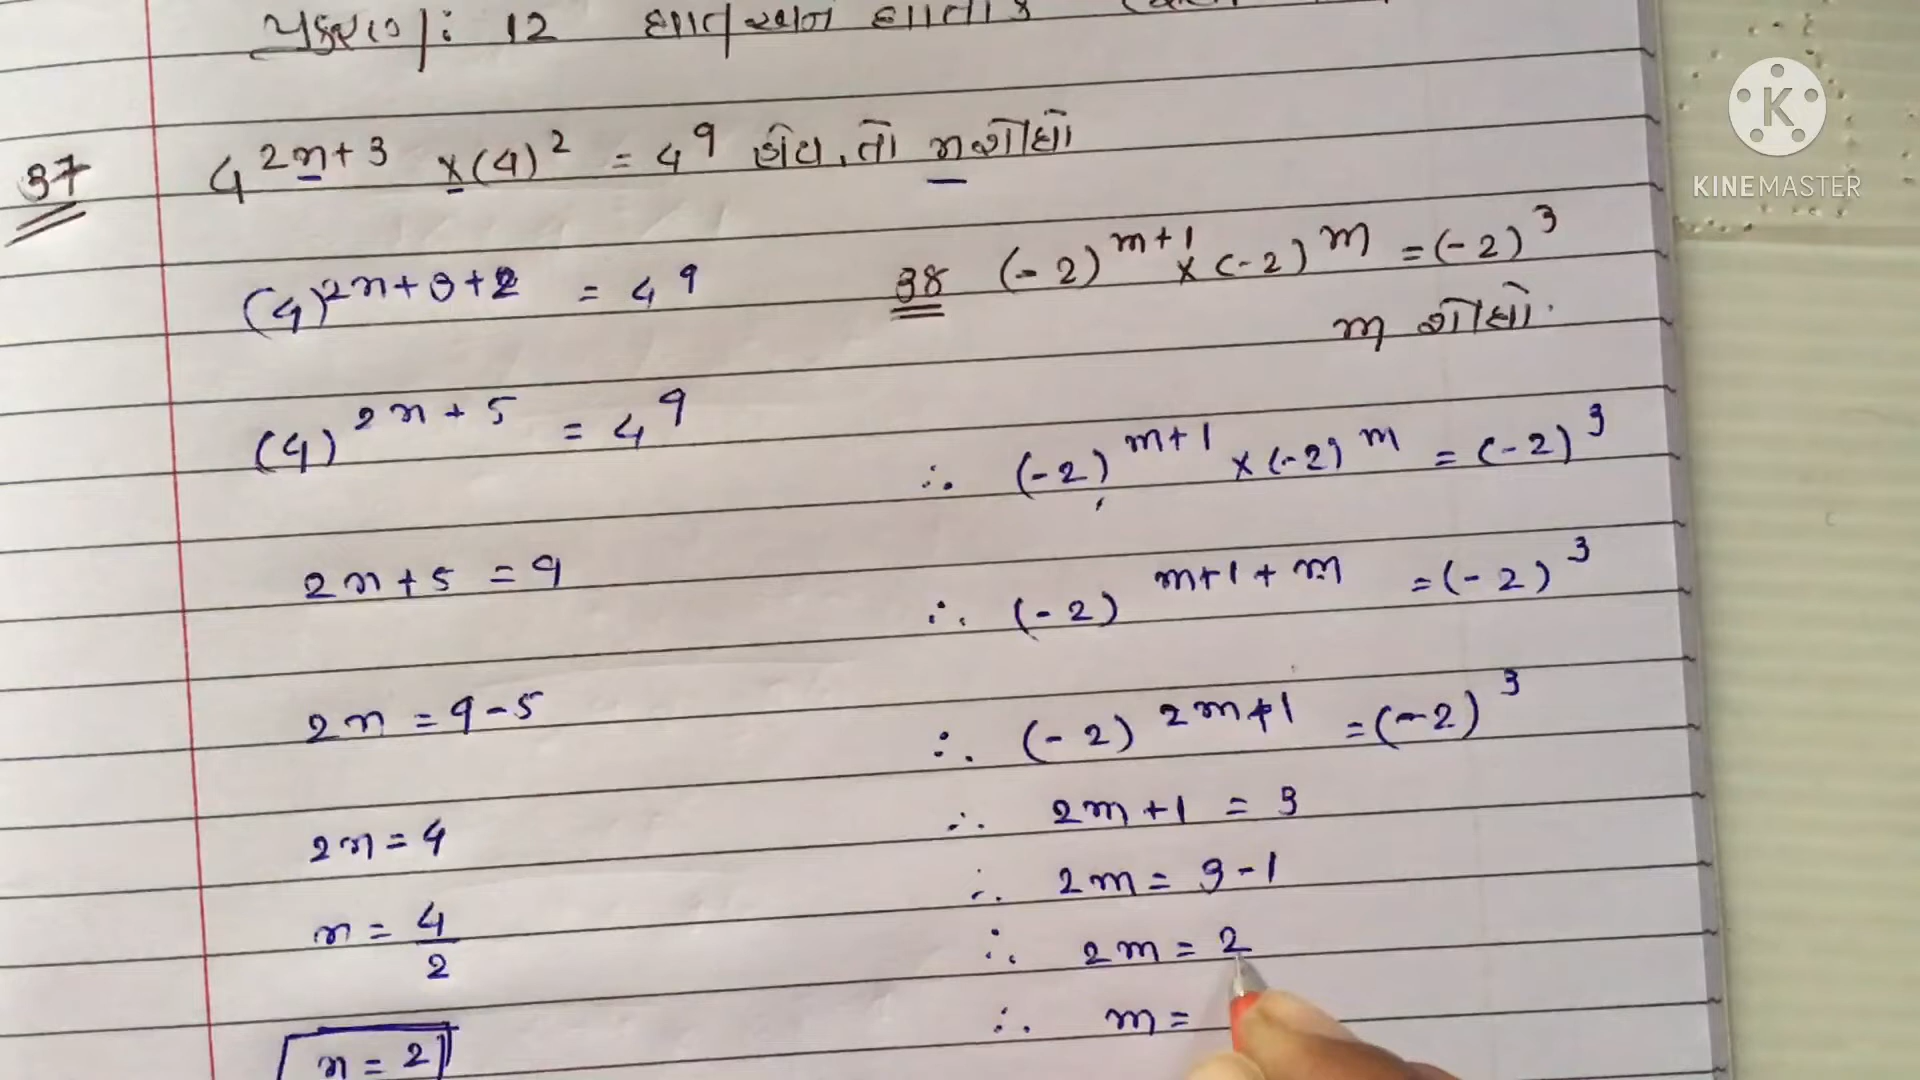 પ્રકરણ : 12 ઘાત અને ઘાતાંક
37 4^(2n+3) × (4)^2 = 4^9 હોય, તો n શોધો
(4)^(2n+3+2) = 4^9
(4)^(2n+5) = 4^9
2n+5 = 9
2n = 9-5
2n = 4
n = 4/2
n = 2
38 (-2)^(m+1) × (-2)^m = (-2)^3
m શોધો.
∴ (-2)^(m+1) × (-2)^m = (-2)^3
∴ (-2)^(m+1+m) = (-2)^3
∴ (-2)^(2m+1) = (-2)^3
∴ 2m+1 = 3
∴ 2m = 3-1
∴ 2m = 2
∴ m =
KINEMASTER